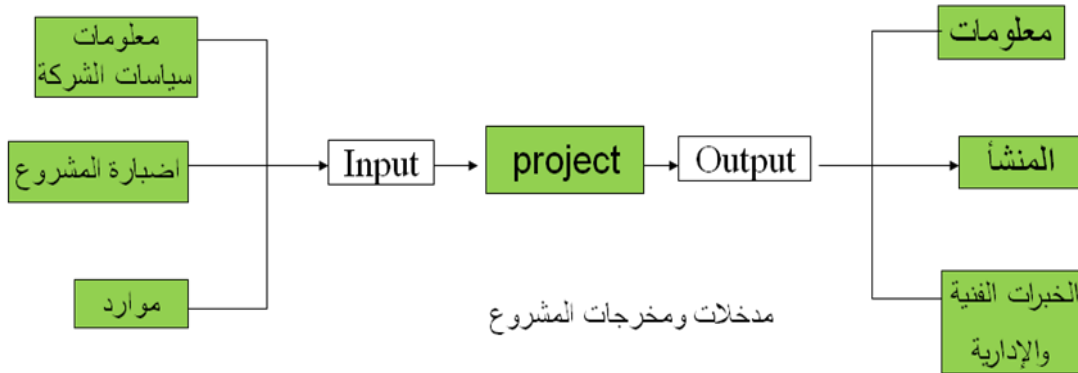 معلومات
سياسات الشركة
اضبارة المشروع
موارد
Input
project
Output
معلومات
المنشأ
الخبرات الفنية
والإدارية
مدخلات ومخرجات المشروع